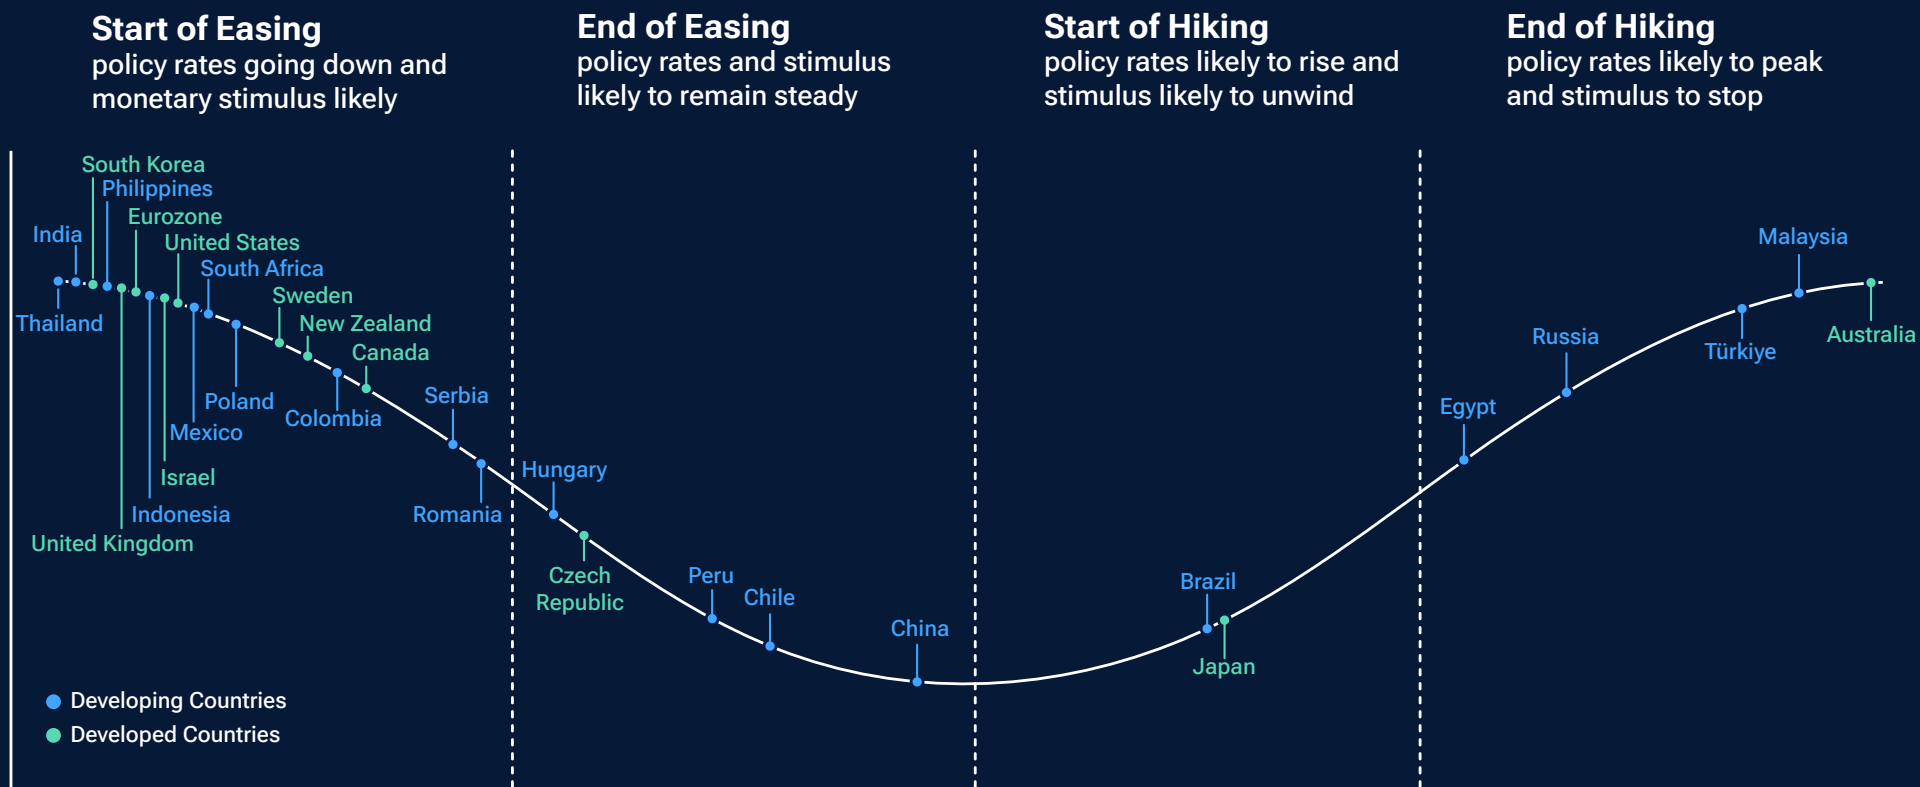 Start of Easing
policy rates going down and
monetary stimulus likely
End of Easing
policy rates and stimulus
likely to remain steady
Start of Hiking
policy rates likely to rise and
stimulus likely to unwind
End of Hiking
policy rates likely to peak
and stimulus to stop
South Korea
Philippines
Eurozone
India
United States
South Africa
Sweden
Thailand
New Zealand
Canada
Poland
Colombia
Mexico
Serbia
Israel
Indonesia
Romania
United Kingdom
Hungary
Czech
Republic
Peru
Chile
China
Brazil
Japan
Egypt
Russia
Türkiye
Malaysia
Australia
Developing Countries
Developed Countries